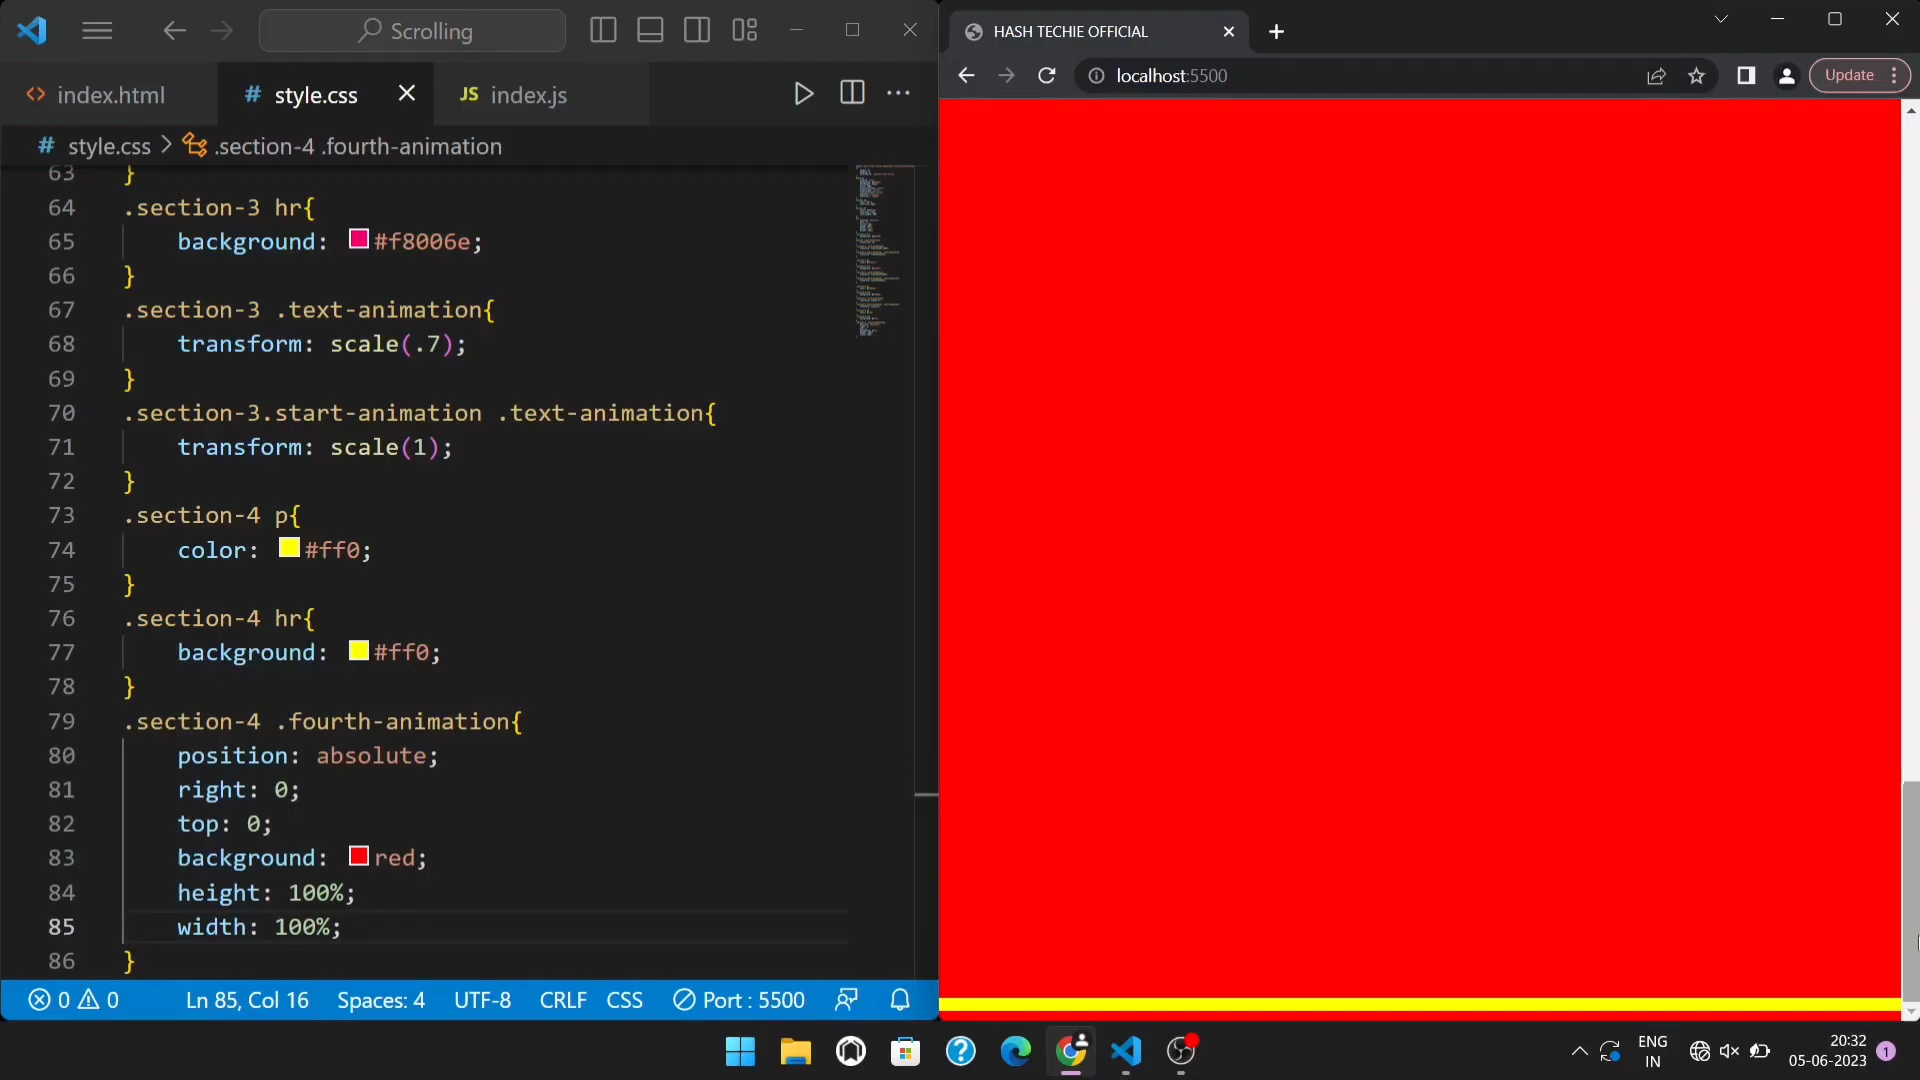 Scrolling
index.html
# style.css
JS index.js
# style.css > .section-4 .fourth-animation
63 }
64 .section-3 hr{
65 background: #f8006e;
66 }
67 .section-3 .text-animation{
68 transform: scale(.7);
69 }
70 .section-3.start-animation .text-animation{
71 transform: scale(1);
72 }
73 .section-4 p{
74 color: #ff0;
75 }
76 .section-4 hr{
77 background: #ff0;
78 }
79 .section-4 .fourth-animation{
80 position: absolute;
81 right: 0;
82 top: 0;
83 background: red;
84 height: 100%;
85 width: 100%;
86 }
0 0 Ln 85, Col 16 Spaces: 4 UTF-8 CRLF CSS Port : 5500
HASH TECHIE OFFICIAL
localhost:5500
Update
ENG
IN
20:32
05-06-2023
1